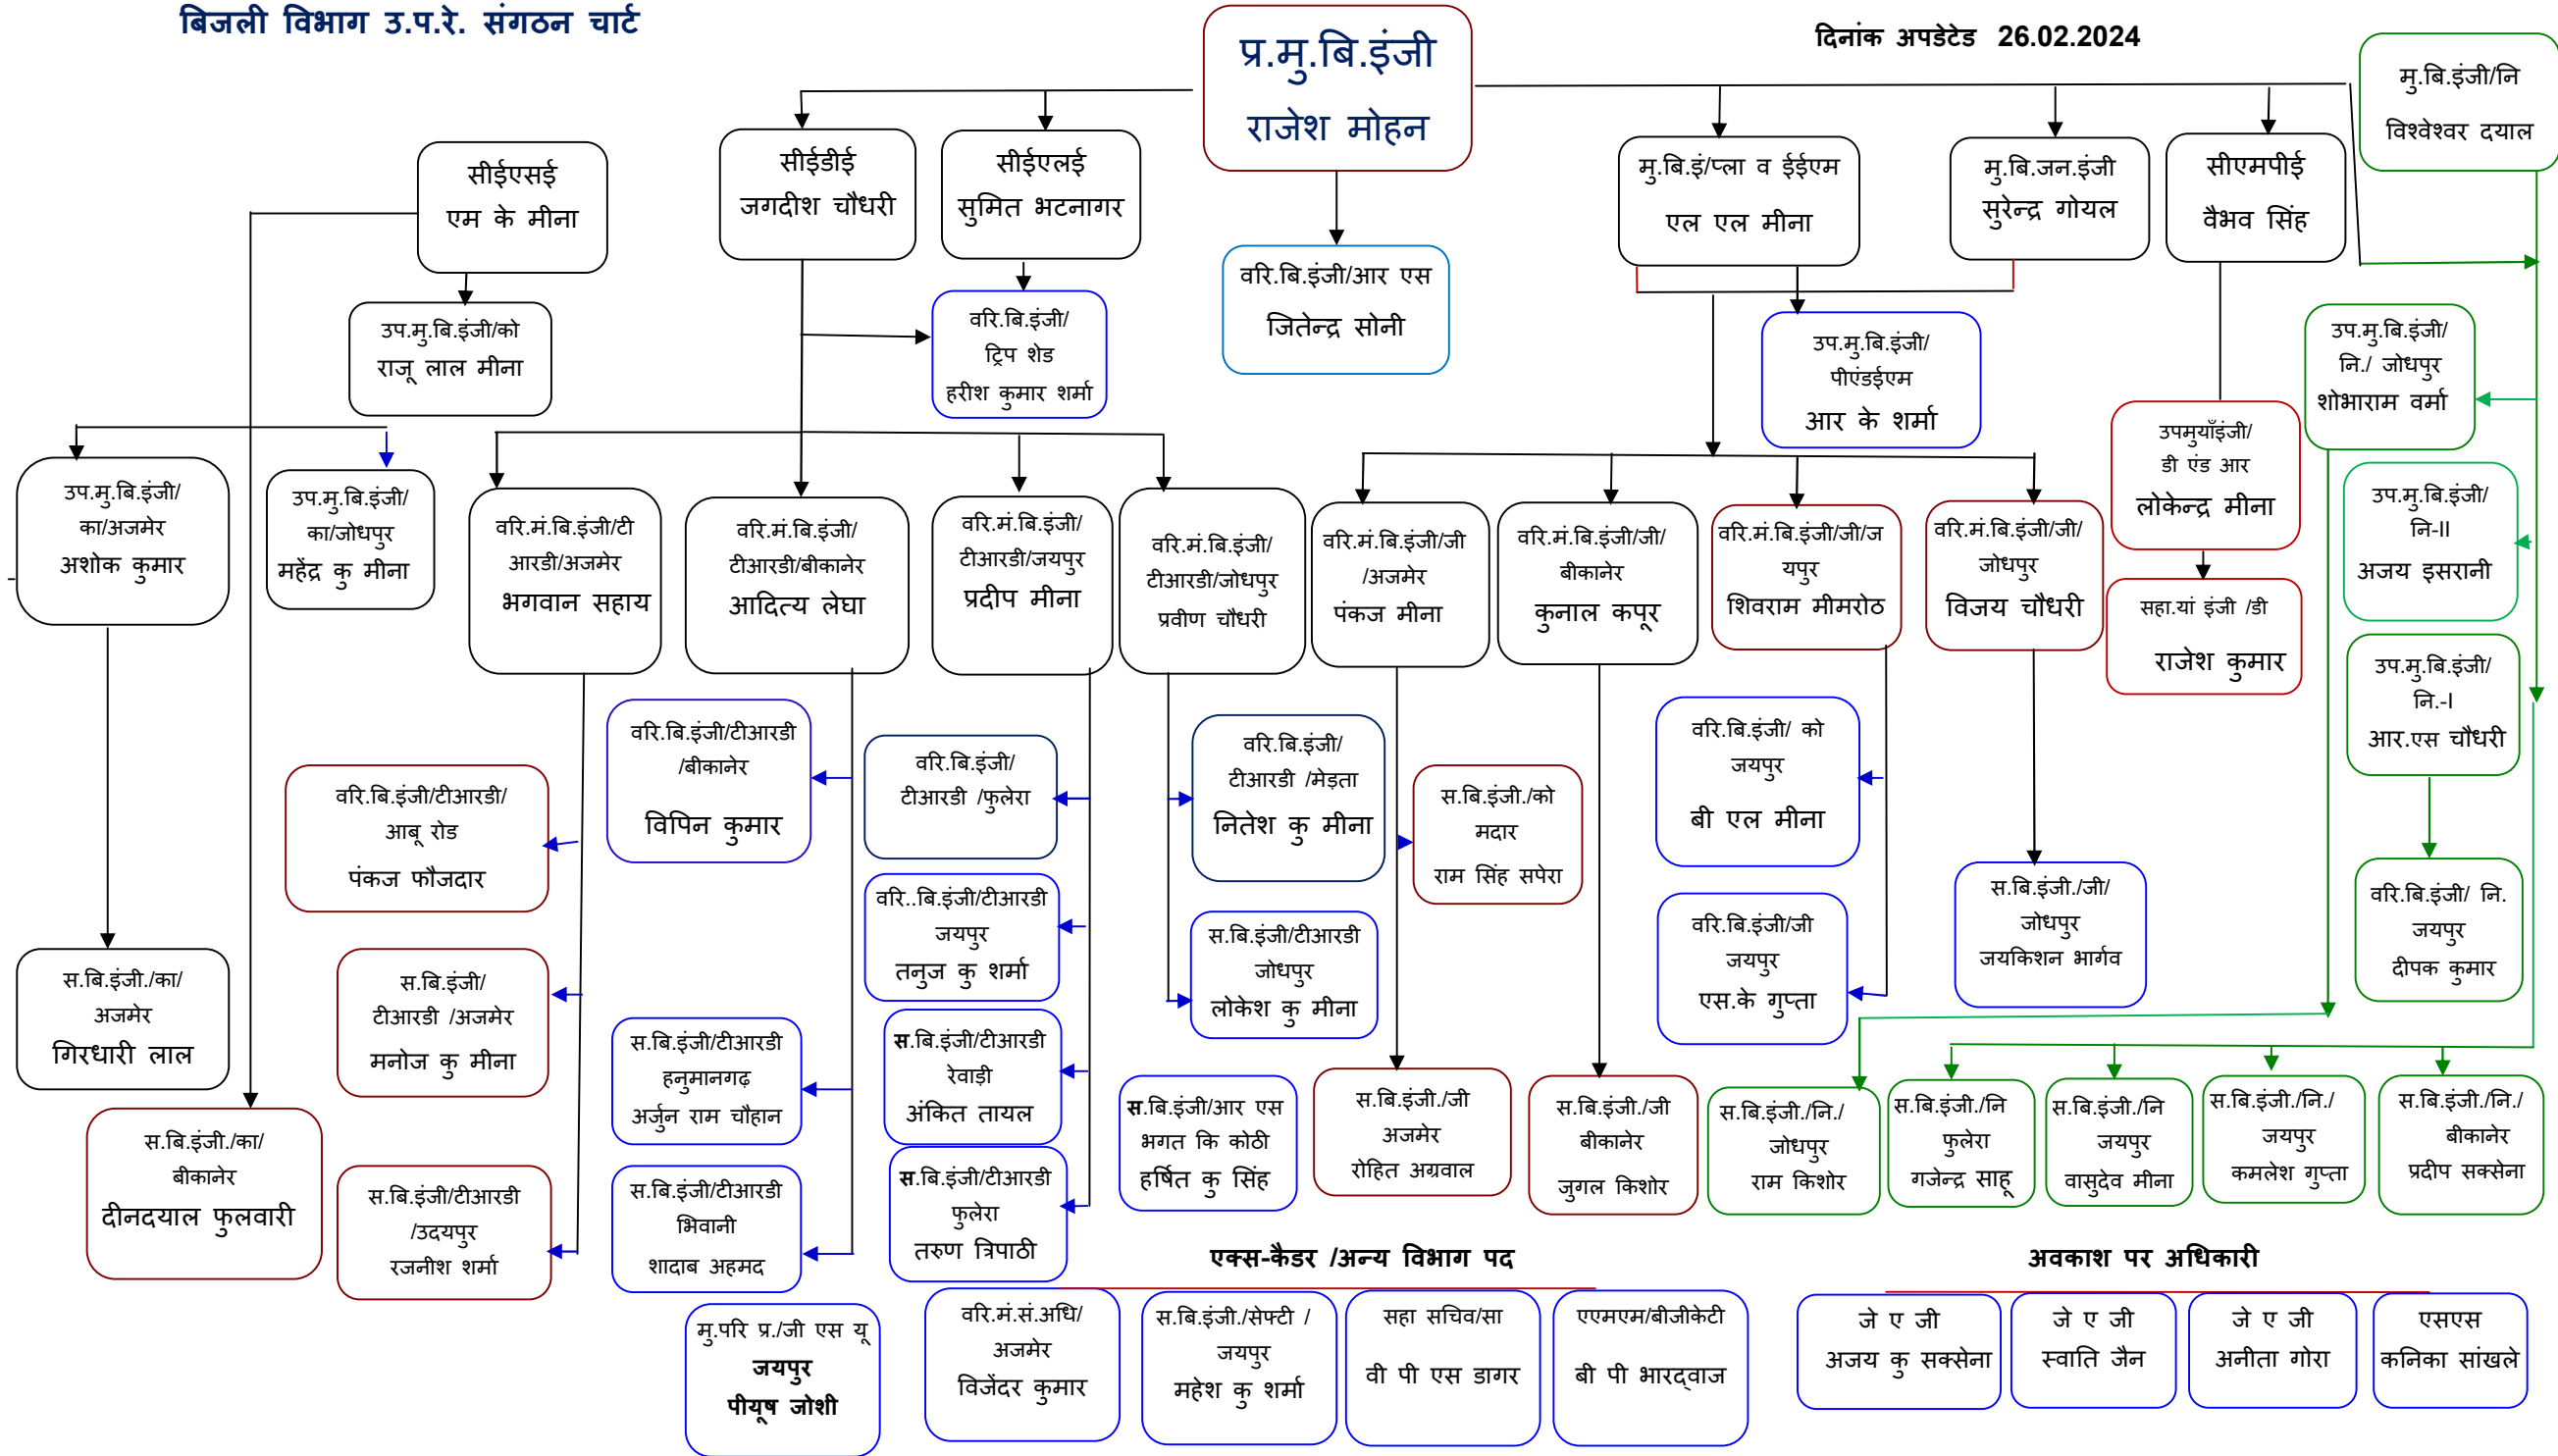 बिजली विभाग उ.प.रे. संगठन चार्ट
दिनांक अपडेटेड 26.02.2024
प्र.मु.बि.इंजी
राजेश मोहन
मु.बि.इंजी/नि
विश्वेश्वर दयाल
सीईएसई
एम के मीना
सीईडीई
जगदीश चौधरी
सीईएलई
सुमित भटनागर
मु.बि.इं/प्ला व ईईएम
एल एल मीना
मु.बि.जन.इंजी
सुरेन्द्र गोयल
सीएमपीई
वैभव सिंह
उप.मु.बि.इंजी/को
राजू लाल मीना
वरि.बि.इंजी/
ट्रिप शेड
हरीश कुमार शर्मा
वरि.बि.इंजी/आर एस
जितेन्द्र सोनी
उप.मु.बि.इंजी/
पीएंडईएम
आर के शर्मा
उप.मु.बि.इंजी/
नि./ जोधपुर
शोभाराम वर्मा
उप.मु.बि.इंजी/
का/अजमेर
अशोक कुमार
उप.मु.बि.इंजी/
का/जोधपुर
महेंद्र कु मीना
वरि.मं.बि.इंजी/टी
आरडी/अजमेर
भगवान सहाय
वरि.मं.बि.इंजी/
टीआरडी/बीकानेर
आदित्य लेघा
वरि.मं.बि.इंजी/
टीआरडी/जयपुर
प्रदीप मीना
वरि.मं.बि.इंजी/
टीआरडी/जोधपुर
प्रवीण चौधरी
वरि.मं.बि.इंजी/जी
/अजमेर
पंकज मीना
वरि.मं.बि.इंजी/जी/
बीकानेर
कुनाल कपूर
वरि.मं.बि.इंजी/जी/ज
यपुर
शिवराम मीमरोठ
वरि.मं.बि.इंजी/जी/
जोधपुर
विजय चौधरी
उपमुयाँइंजी/
डी एंड आर
लोकेन्द्र मीना
उप.मु.बि.इंजी/
नि-II
अजय इसरानी
सहा.यां इंजी /डी
राजेश कुमार
उप.मु.बि.इंजी/
नि.-I
आर.एस चौधरी
वरि.बि.इंजी/टीआरडी/
आबू रोड
पंकज फौजदार
वरि.बि.इंजी/टीआरडी
/बीकानेर
विपिन कुमार
वरि.बि.इंजी/
टीआरडी /फुलेरा
वरि.बि.इंजी/
टीआरडी /मेड़ता
नितेश कु मीना
स.बि.इंजी./को
मदार
राम सिंह सपेरा
वरि.बि.इंजी/ को
जयपुर
बी एल मीना
वरि..बि.इंजी/टीआरडी
जयपुर
तनुज कु शर्मा
स.बि.इंजी/टीआरडी
जोधपुर
लोकेश कु मीना
वरि.बि.इंजी/जी
जयपुर
एस.के गुप्ता
स.बि.इंजी./जी/
जोधपुर
जयकिशन भार्गव
वरि.बि.इंजी/ नि.
जयपुर
दीपक कुमार
स.बि.इंजी./का/
अजमेर
गिरधारी लाल
स.बि.इंजी/
टीआरडी /अजमेर
मनोज कु मीना
स.बि.इंजी/टीआरडी
हनुमानगढ़
अर्जुन राम चौहान
स.बि.इंजी/टीआरडी
रेवाड़ी
अंकित तायल
स.बि.इंजी./का/
बीकानेर
दीनदयाल फुलवारी
स.बि.इंजी/टीआरडी
/उदयपुर
रजनीश शर्मा
स.बि.इंजी/टीआरडी
भिवानी
शादाब अहमद
स.बि.इंजी/टीआरडी
फुलेरा
तरुण त्रिपाठी
स.बि.इंजी/आर एस
भगत कि कोठी
हर्षित कु सिंह
स.बि.इंजी./जी
अजमेर
रोहित अग्रवाल
स.बि.इंजी./जी
बीकानेर
जुगल किशोर
स.बि.इंजी./नि./
जोधपुर
राम किशोर
स.बि.इंजी./नि
फुलेरा
गजेन्द्र साहू
स.बि.इंजी./नि
जयपुर
वासुदेव मीना
स.बि.इंजी./नि./
जयपुर
कमलेश गुप्ता
स.बि.इंजी./नि./
बीकानेर
प्रदीप सक्सेना
एक्स-कैडर /अन्य विभाग पद
अवकाश पर अधिकारी
मु.परि प्र./जी एस यू
जयपुर
पीयूष जोशी
वरि.मं.सं.अधि/
अजमेर
विजेंदर कुमार
स.बि.इंजी./सेफ्टी /
जयपुर
महेश कु शर्मा
सहा सचिव/सा
वी पी एस डागर
एएमएम/बीजीकेटी
बी पी भारद्वाज
जे ए जी
अजय कु सक्सेना
जे ए जी
स्वाति जैन
जे ए जी
अनीता गोरा
एसएस
कनिका सांखले